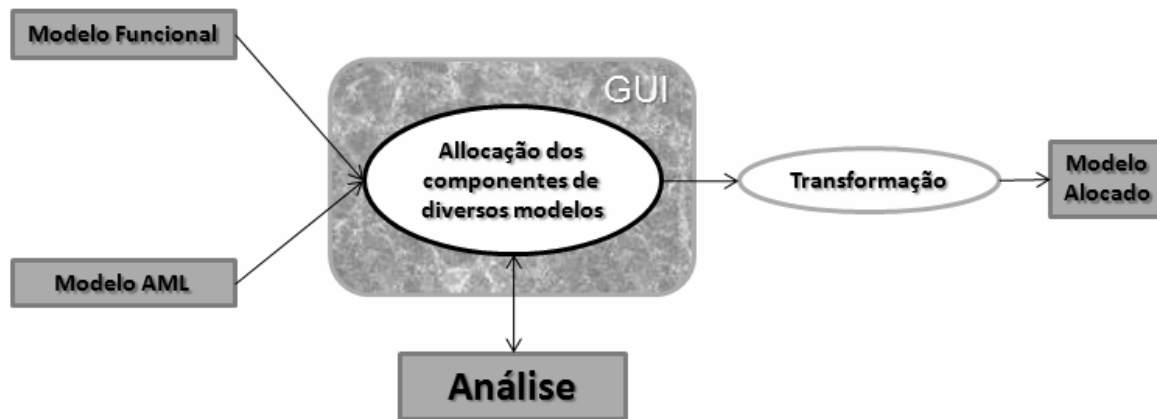 Modelo Funcional
GUI
Allocação dos
componentes de
diversos modelos
Transformação
Modelo
Alocado
Modelo AML
Análise